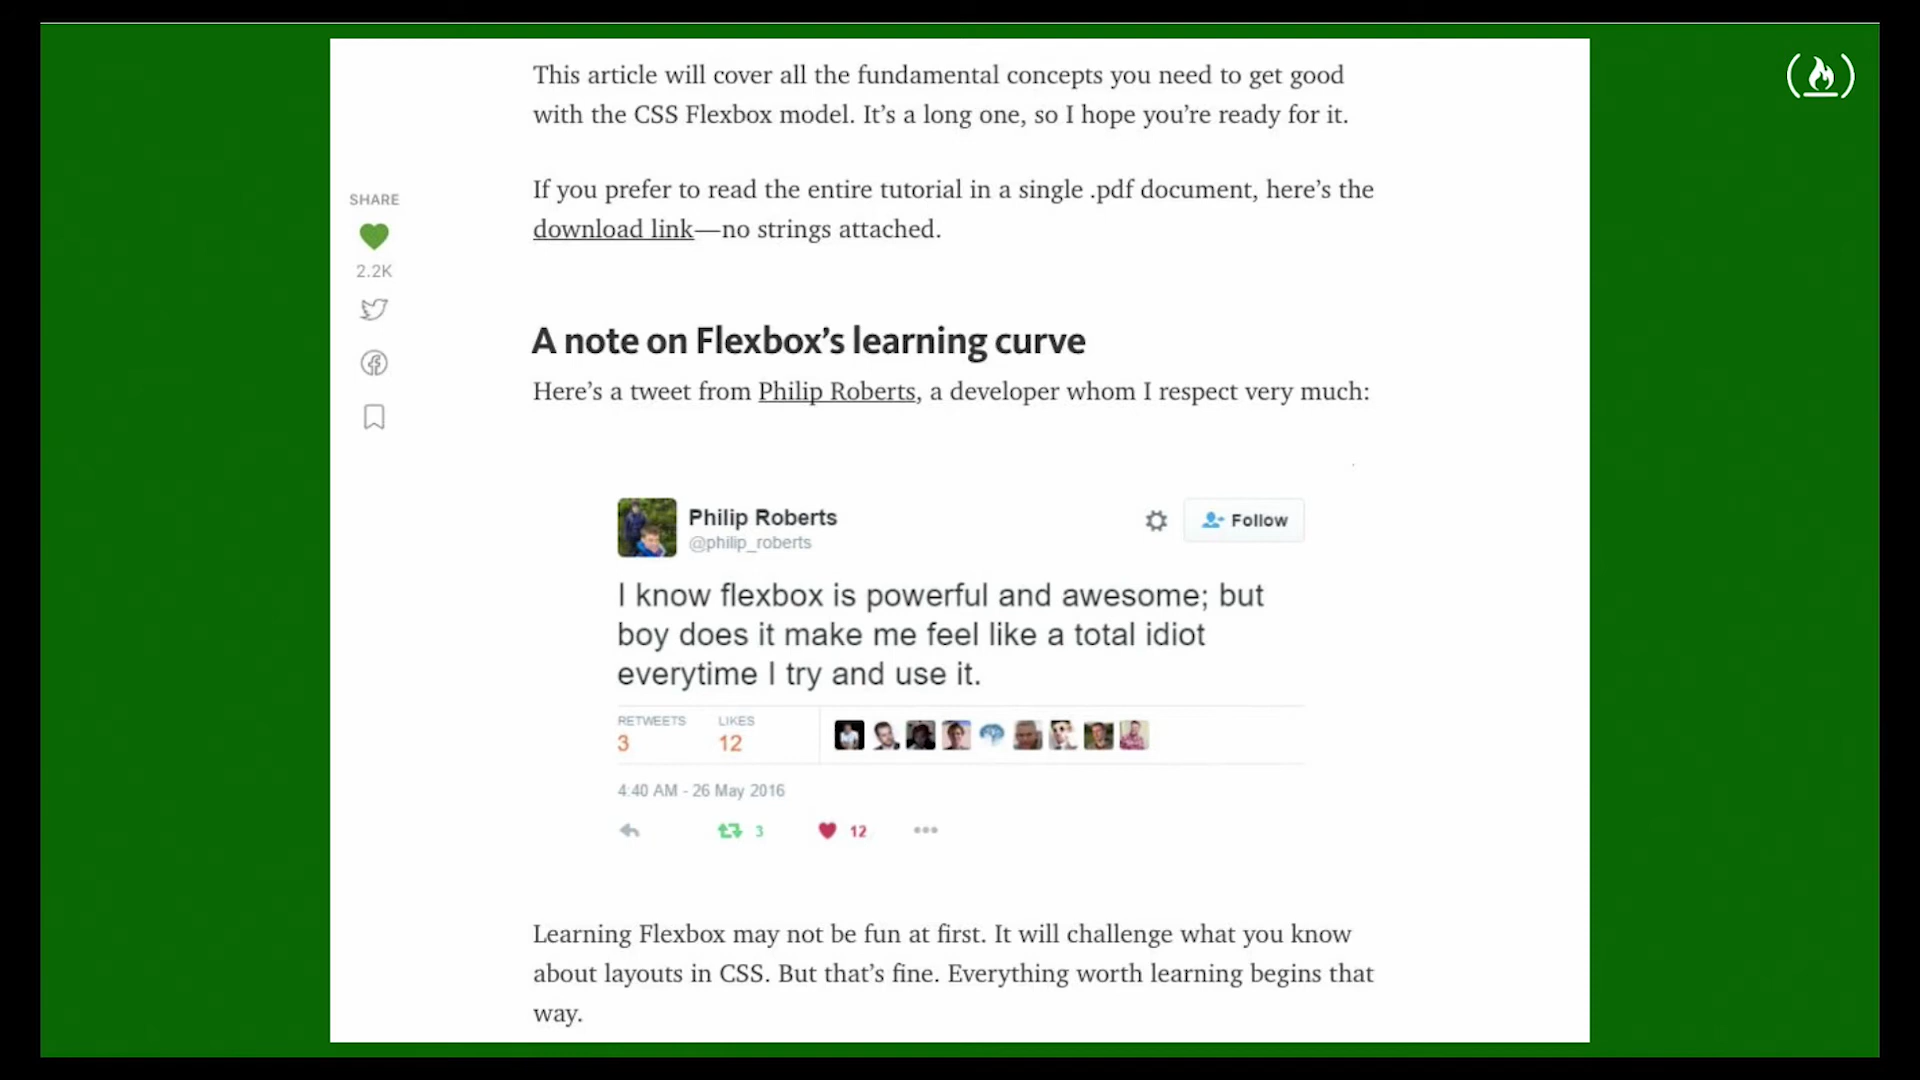 This article will cover all the fundamental concepts you need to get good
with the CSS Flexbox model. It’s a long one, so I hope you’re ready for it.
If you prefer to read the entire tutorial in a single .pdf document, here’s the
download link—no strings attached.
SHARE
2.2K
A note on Flexbox’s learning curve
Here’s a tweet from Philip Roberts, a developer whom I respect very much:
Philip Roberts
@philip_roberts
Follow
I know flexbox is powerful and awesome; but
boy does it make me feel like a total idiot
everytime I try and use it.
RETWEETS LIKES
3 12
4:40 AM - 26 May 2016
3 12
Learning Flexbox may not be fun at first. It will challenge what you know
about layouts in CSS. But that’s fine. Everything worth learning begins that
way.